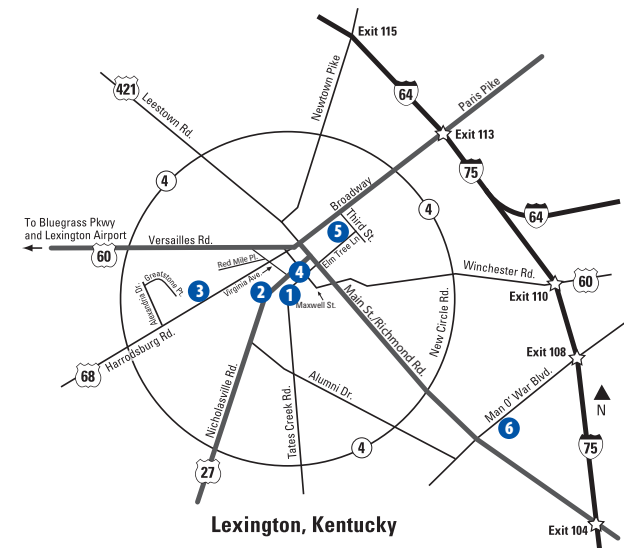 Exit 115
421
Leestown Rd.
Newtown Pike
64
Paris Pike
Exit 113
75
4
Broadway
4
64
To Bluegrass Pkwy
and Lexington Airport
60
Versailles Rd.
Third St.
5
Elm Tree Ln.
Red Mile Pl.
Virginia Ave.
4
Winchester Rd.
60
Exit 110
Greatstone Pt.
Alexandria Dr.
3
2
1
Maxwell St.
Main St./Richmond Rd.
New Circle Rd.
Harrodsburg Rd.
68
Exit 108
Nicholasville Rd.
Alumni Dr.
Man O' War Blvd.
N
Tates Creek Rd.
6
4
75
27
Exit 104
Lexington, Kentucky